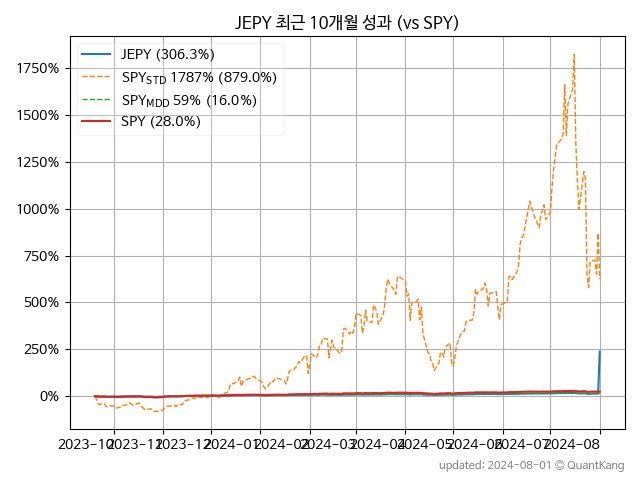 JEPY 최근 10개월 성과 (vs SPY)
JEPY (306.3%)
SPYSTD 1787% (879.0%)
SPYMDD 59% (16.0%)
SPY (28.0%)
1750%
1500%
1250%
1000%
750%
500%
250%
0%
2023-10 2023-11 2023-12 2024-01 2024-02 2024-03 2024-04 2024-05 2024-06 2024-07 2024-08
updated: 2024-08-01 © QuantKang